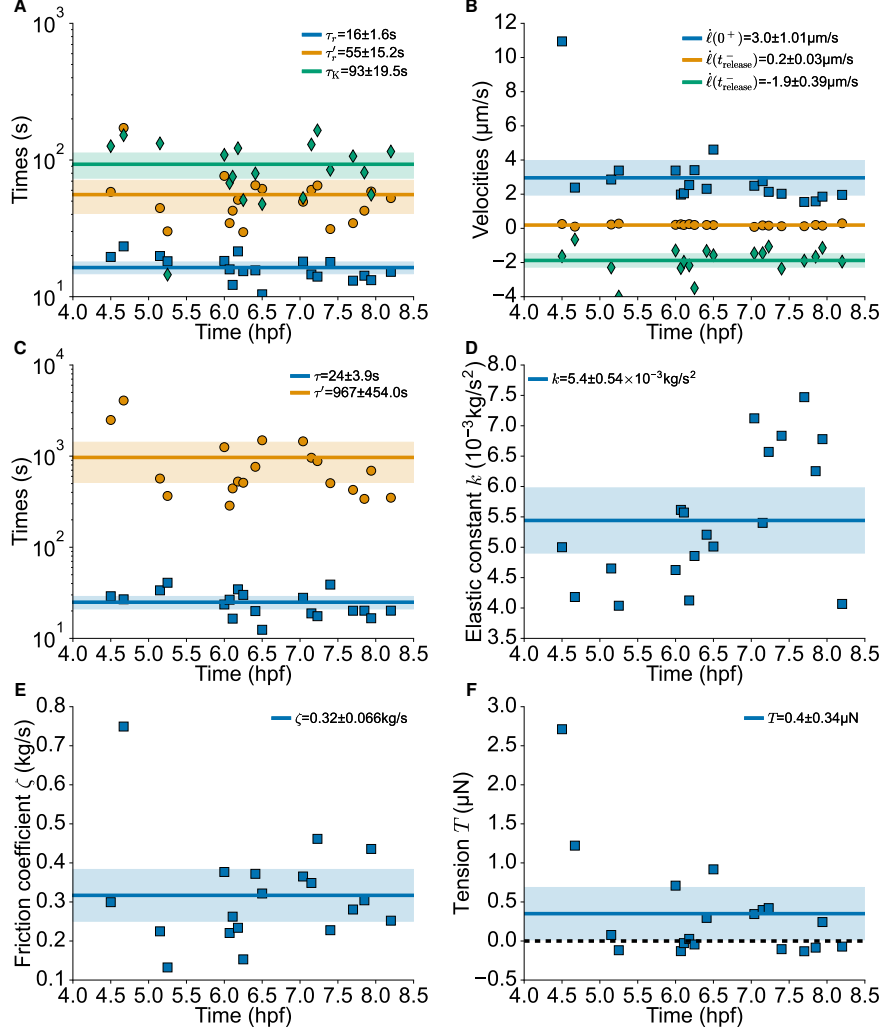 A
Times (s)
10³
10²
10¹
τᵣ=16±1.6s
τ′ᵣ=55±15.2s
τ_K=93±19.5s
4.0 4.5 5.0 5.5 6.0 6.5 7.0 7.5 8.0 8.5
Time (hpf)
B
Velocities (μm/s)
12
10
8
6
4
2
0
−2
−4
ℓ̇(0⁺)=3.0±1.01μm/s
ℓ̇(t⁻_release)=0.2±0.03μm/s
ℓ̇(t⁻_release)=-1.9±0.39μm/s
4.0 4.5 5.0 5.5 6.0 6.5 7.0 7.5 8.0 8.5
Time (hpf)
C
Times (s)
10⁴
10³
10²
10¹
τ=24±3.9s
τ′=967±454.0s
4.0 4.5 5.0 5.5 6.0 6.5 7.0 7.5 8.0 8.5
Time (hpf)
D
Elastic constant k (10⁻³kg/s²)
8.0
7.5
7.0
6.5
6.0
5.5
5.0
4.5
4.0
3.5
k=5.4±0.54×10⁻³kg/s²
4.0 4.5 5.0 5.5 6.0 6.5 7.0 7.5 8.0 8.5
Time (hpf)
E
Friction coefficient ζ (kg/s)
0.8
0.7
0.6
0.5
0.4
0.3
0.2
0.1
ζ=0.32±0.066kg/s
4.0 4.5 5.0 5.5 6.0 6.5 7.0 7.5 8.0 8.5
Time (hpf)
F
Tension T (μN)
3.0
2.5
2.0
1.5
1.0
0.5
0.0
−0.5
T=0.4±0.34μN
4.0 4.5 5.0 5.5 6.0 6.5 7.0 7.5 8.0 8.5
Time (hpf)